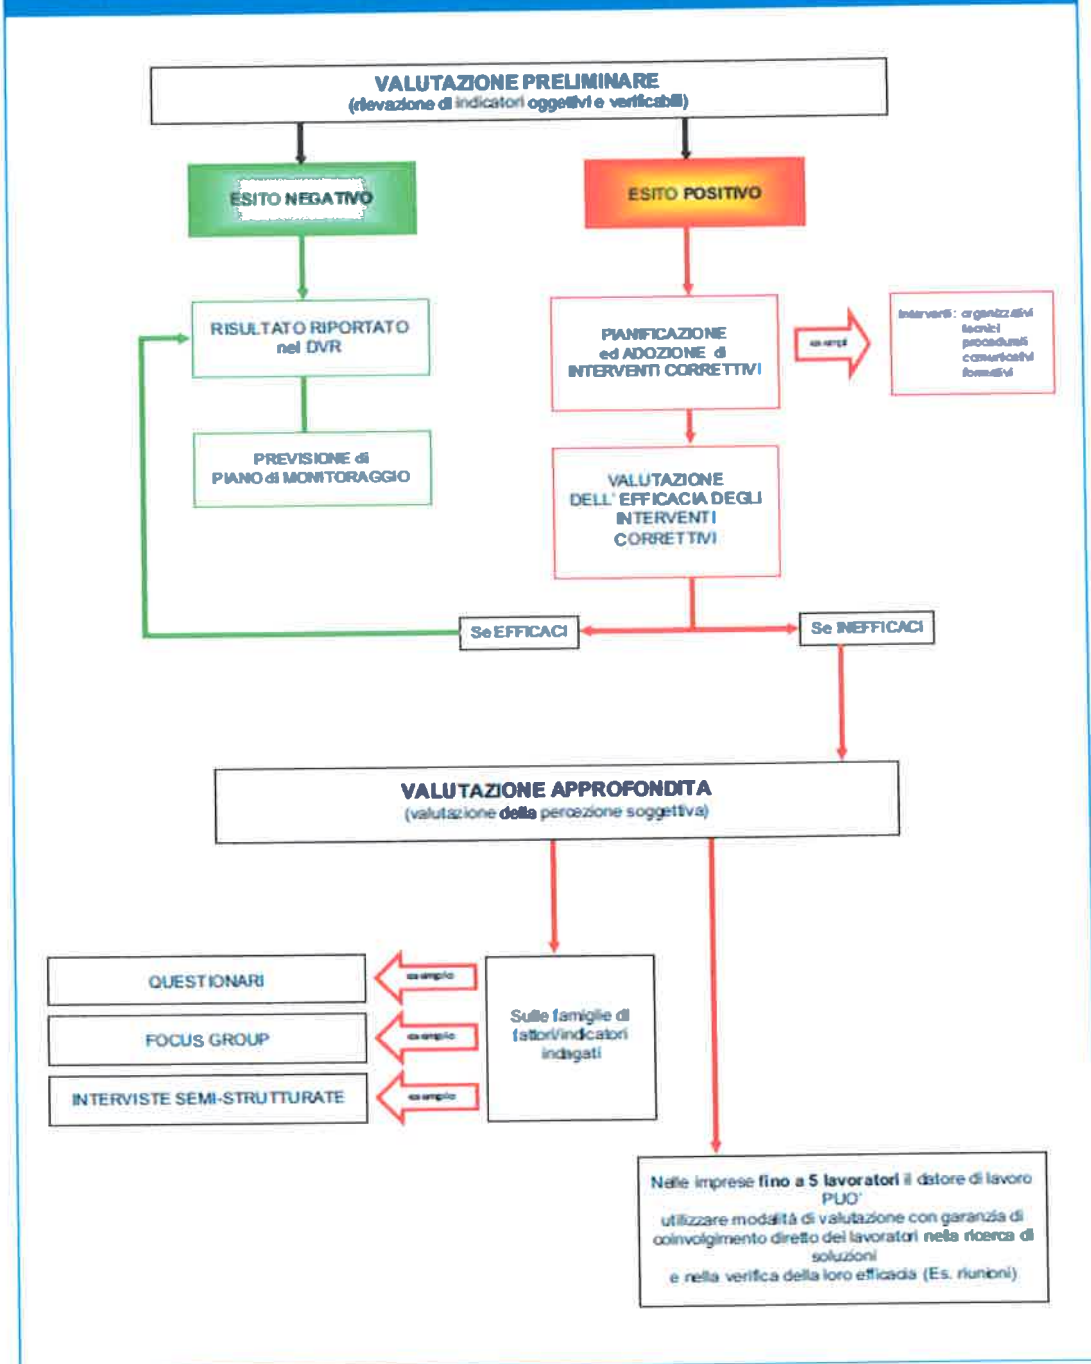 VALUTAZIONE PRELIMINARE
(rilevazione di indicatori oggettivi e verificabili)
ESITO NEGATIVO
ESITO POSITIVO
RISULTATO RIPORTATO
nel DVR
PIANIFICAZIONE
ed ADOZIONE di
INTERVENTI CORRETTIVI
esempi
Interventi: organizzativi
tecnici
procedurali
comunicativi
formativi
PREVISIONE di
PIANO di MONITORAGGIO
VALUTAZIONE
DELL' EFFICACIA DEGLI
INTERVENTI
CORRETTIVI
Se EFFICACI
Se INEFFICACI
VALUTAZIONE APPROFONDITA
(valutazione della percezione soggettiva)
QUESTIONARI
esempio
FOCUS GROUP
esempio
INTERVISTE SEMI-STRUTTURATE
esempio
Sulle famiglie di
fattori/indicatori
indagati
Nelle imprese fino a 5 lavoratori il datore di lavoro
PUO'
utilizzare modalità di valutazione con garanzia di
coinvolgimento diretto dei lavoratori nella ricerca di
soluzioni
e nella verifica della loro efficacia (Es. riunioni)